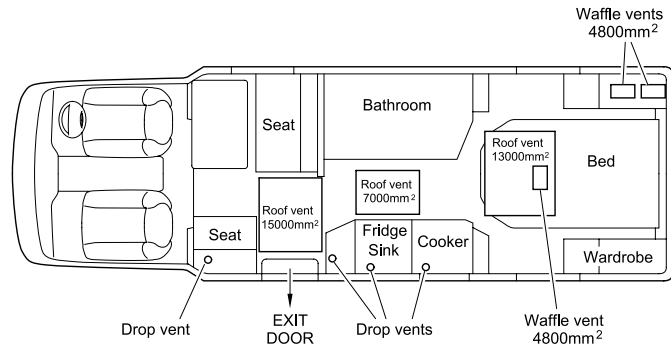 Waffle vents
4800mm²
Bathroom
Seat
Roof vent
13000mm²
Bed
Roof vent
7000mm²
Roof vent
15000mm²
Seat
Fridge
Sink
Cooker
Wardrobe
Drop vent
EXIT
DOOR
Drop vents
Waffle vent
4800mm²